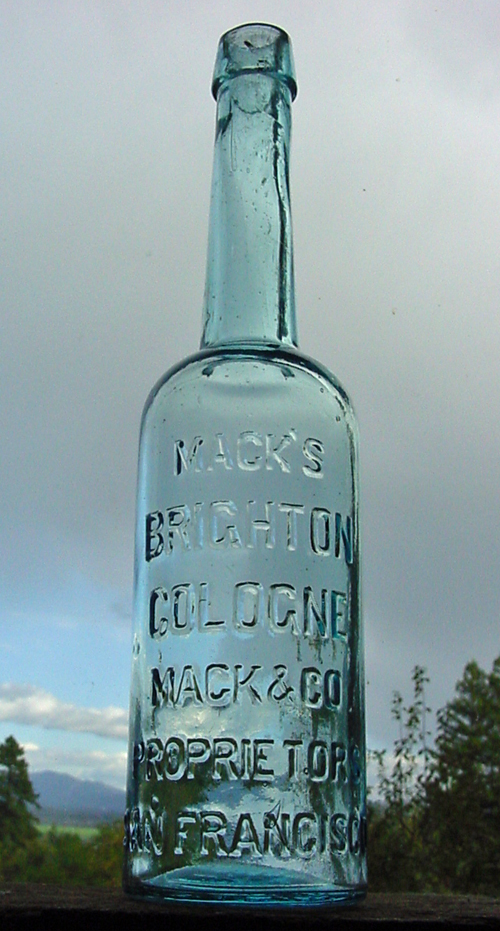 MACK'S
BRIGHTON
COLOGNE
MACK & CO
PROPRIETORS
SAN FRANCISCO